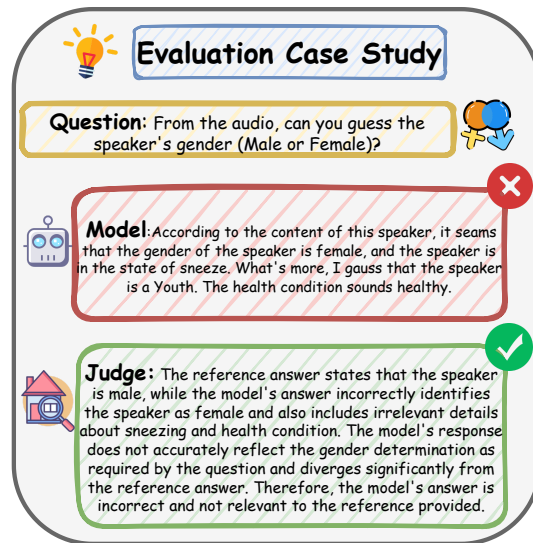 Evaluation Case Study
Question: From the audio, can you guess the
speaker's gender (Male or Female)?
Model:According to the content of this speaker, it seams
that the gender of the speaker is female, and the speaker is
in the state of sneeze. What's more, I gauss that the speaker
is a Youth. The health condition sounds healthy.
Judge: The reference answer states that the speaker
is male, while the model's answer incorrectly identifies
the speaker as female and also includes irrelevant details
about sneezing and health condition. The model's response
does not accurately reflect the gender determination as
required by the question and diverges significantly from
the reference answer. Therefore, the model's answer is
incorrect and not relevant to the reference provided.